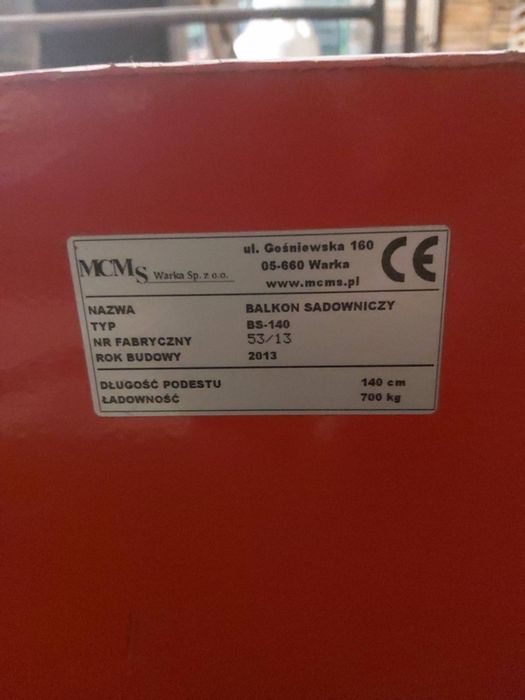 MCMS Warka Sp. z o.o.
ul. Gośniewska 160
05-660 Warka
www.mcms.pl
CE
NAZWA BALKON SADOWNICZY
TYP BS-140
NR FABRYCZNY 53/13
ROK BUDOWY 2013
DŁUGOŚĆ PODESTU 140 cm
ŁADOWNOŚĆ 700 kg